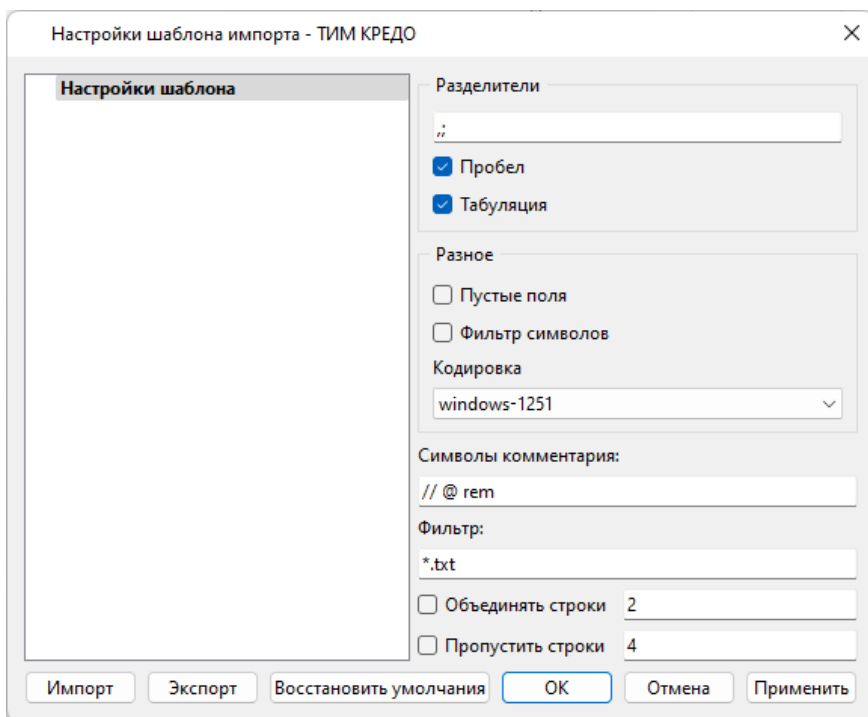 Настройки шаблона импорта - ТИМ КРЕДО
Настройки шаблона
Разделители
,;
Пробел
Табуляция
Разное
Пустые поля
Фильтр символов
Кодировка
windows-1251
Символы комментария:
// @ rem
Фильтр:
*.txt
Объединять строки 2
Пропустить строки 4
Импорт Экспорт Восстановить умолчания ОК Отмена Применить